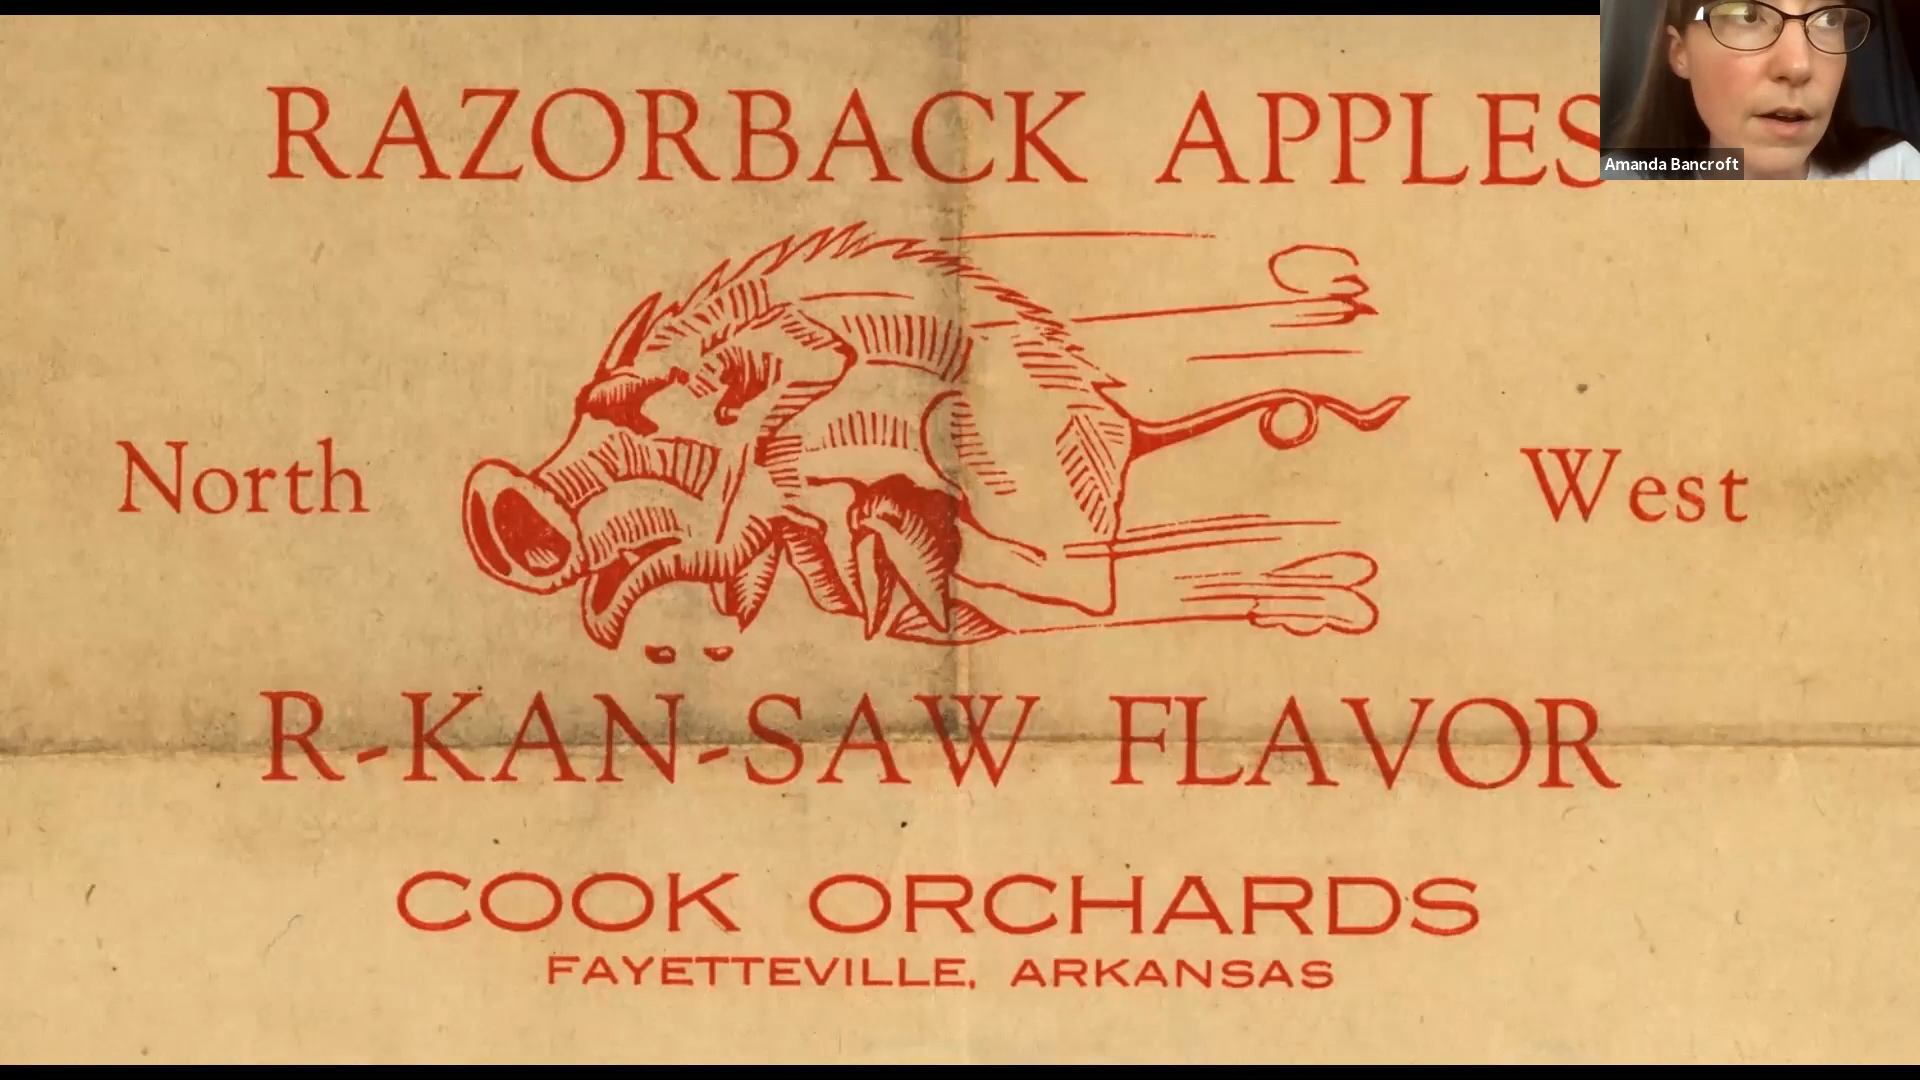 RAZORBACK APPLES
Amanda Bancroft
North West
R-KAN-SAW FLAVOR
COOK ORCHARDS
FAYETTEVILLE, ARKANSAS